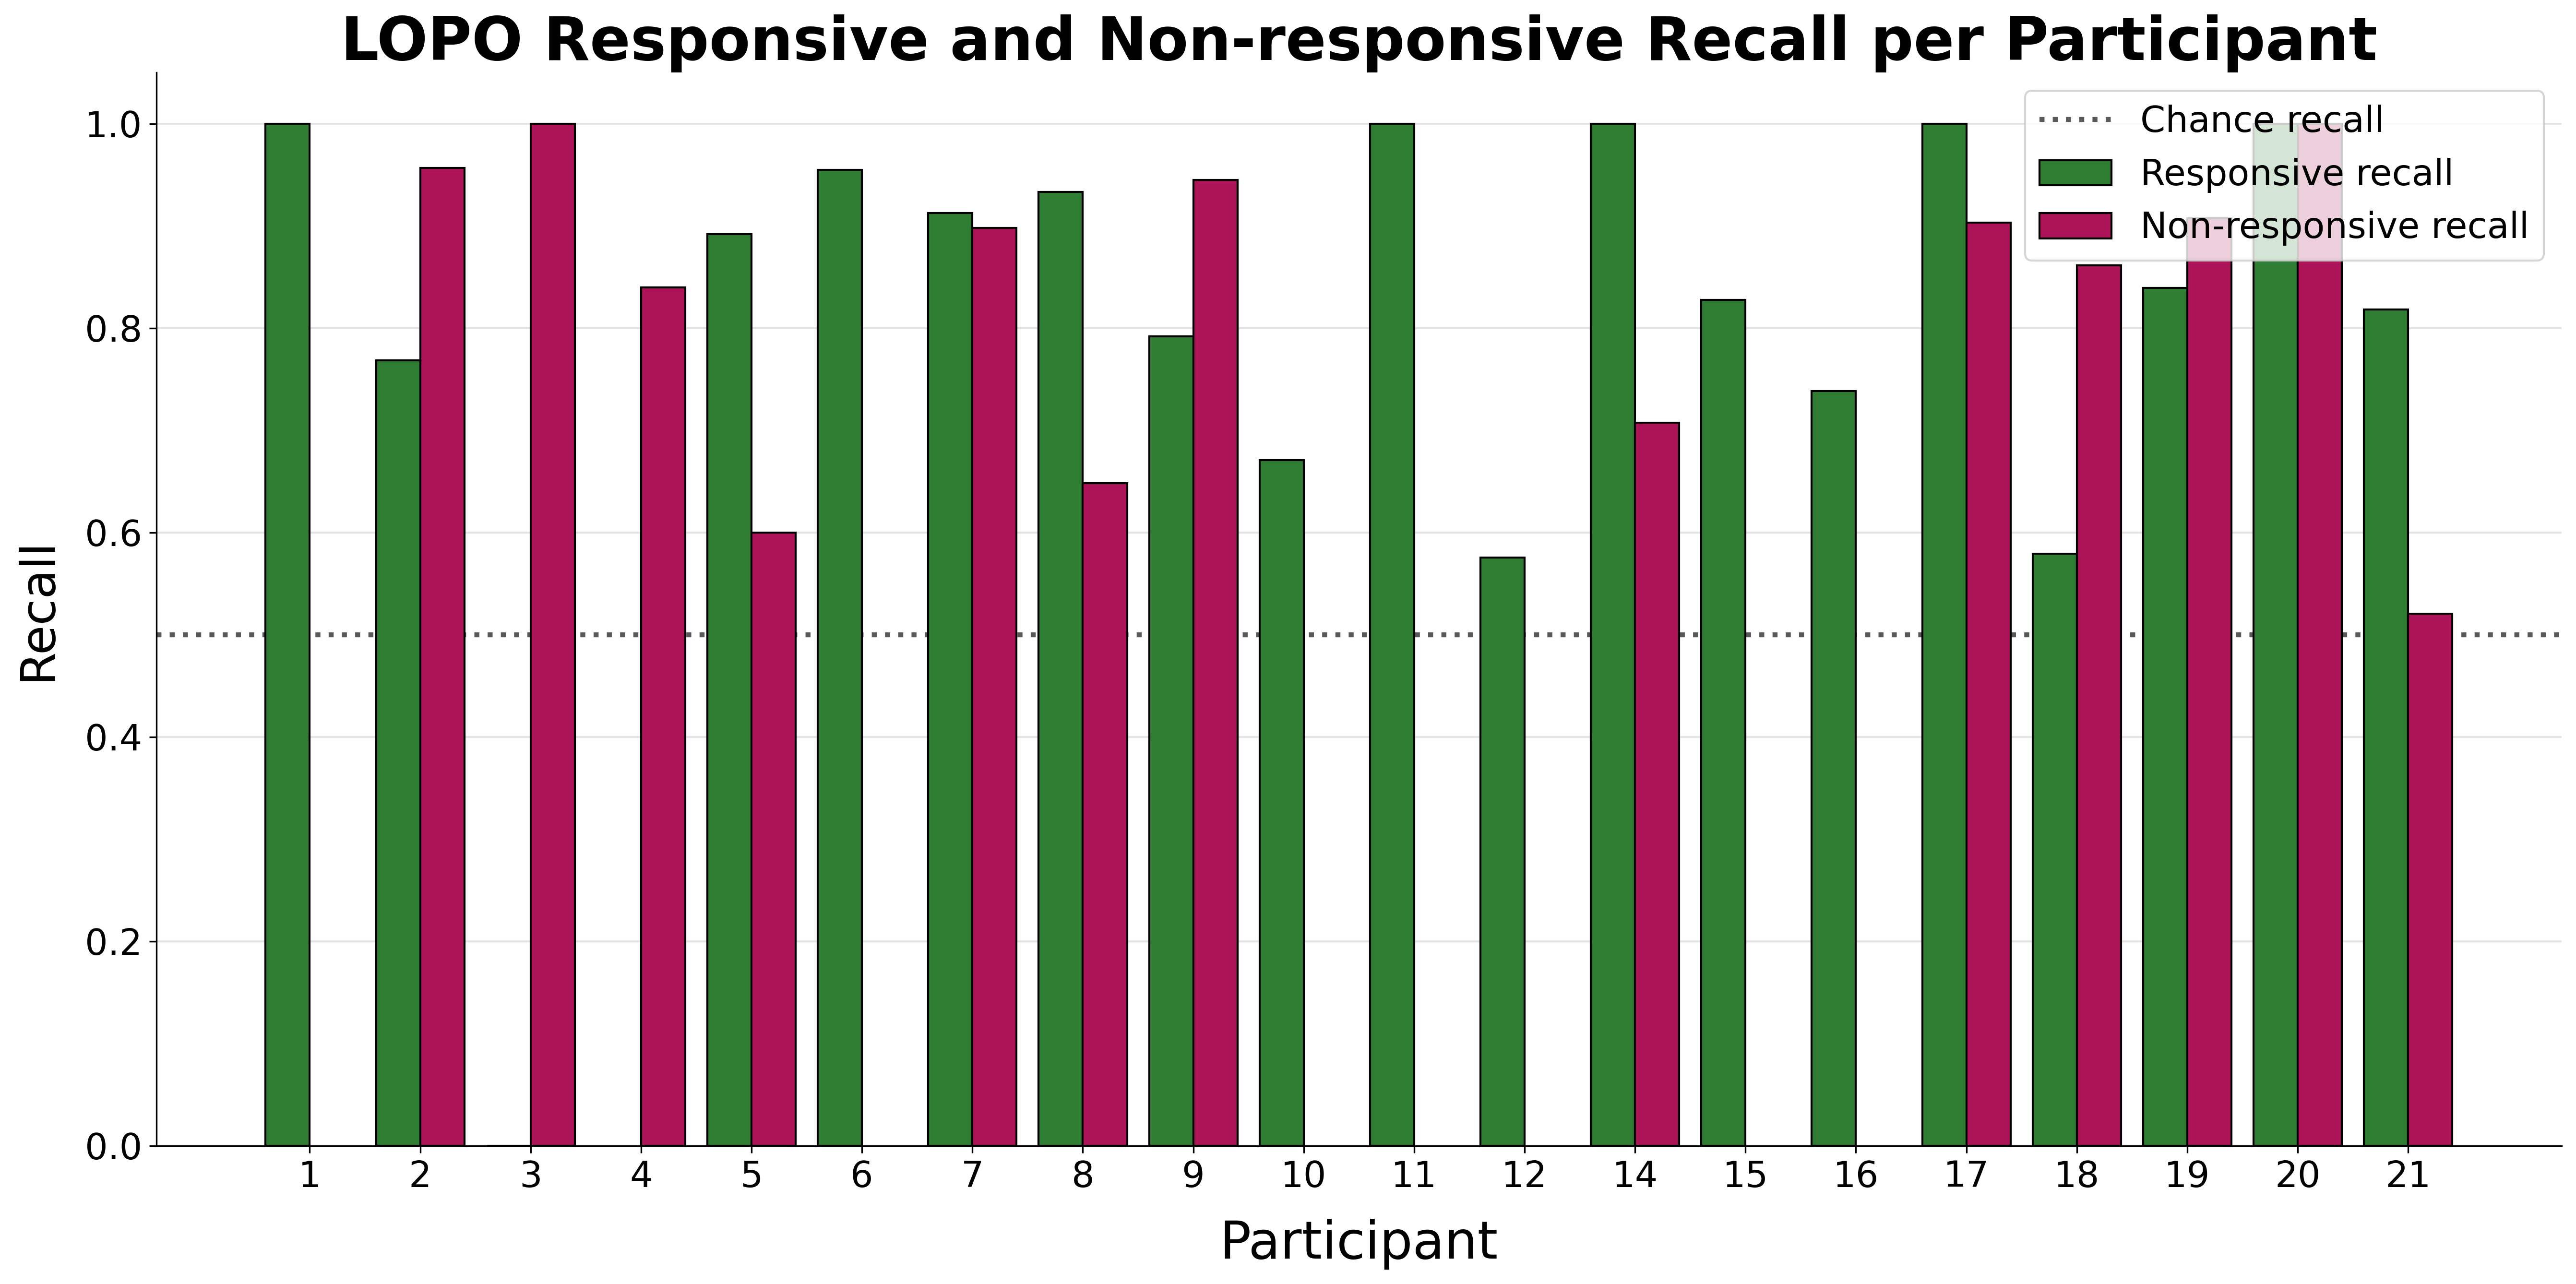 LOPO Responsive and Non-responsive Recall per Participant
Chance recall
Responsive recall
Non-responsive recall
Recall
1.0
0.8
0.6
0.4
0.2
0.0
1 2 3 4 5 6 7 8 9 10 11 12 14 15 16 17 18 19 20 21
Participant